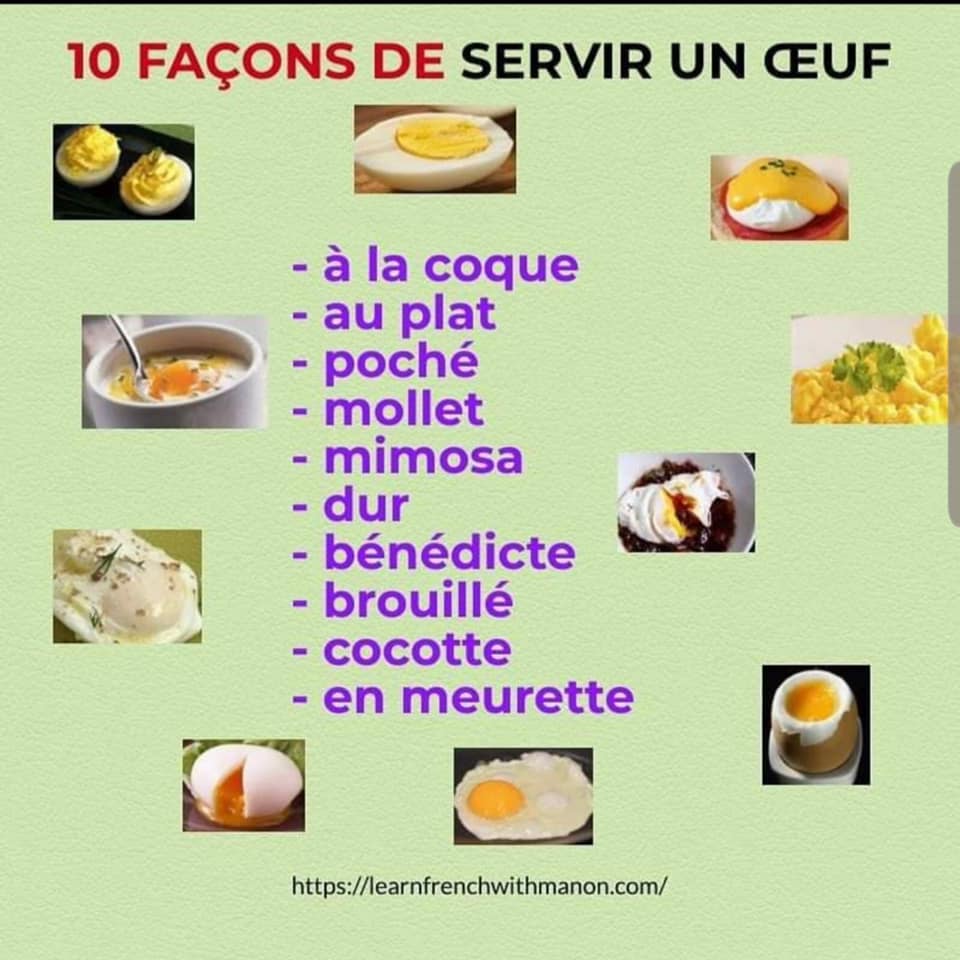 10 FAÇONS DE SERVIR UN ŒUF
- à la coque
- au plat
- poché
- mollet
- mimosa
- dur
- bénédicte
- brouillé
- cocotte
- en meurette
https://learnfrenchwithmanon.com/